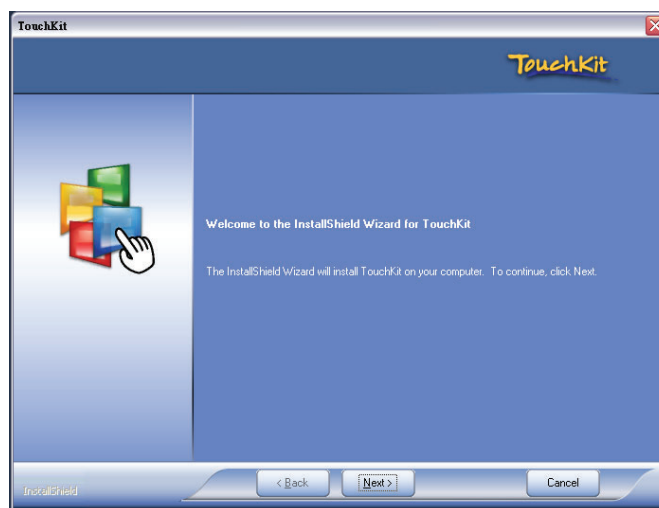 TouchKit
TouchKit
Welcome to the InstallShield Wizard for TouchKit
The InstallShield Wizard will install TouchKit on your computer.  To continue, click Next.
InstallShield
< Back
Next >
Cancel